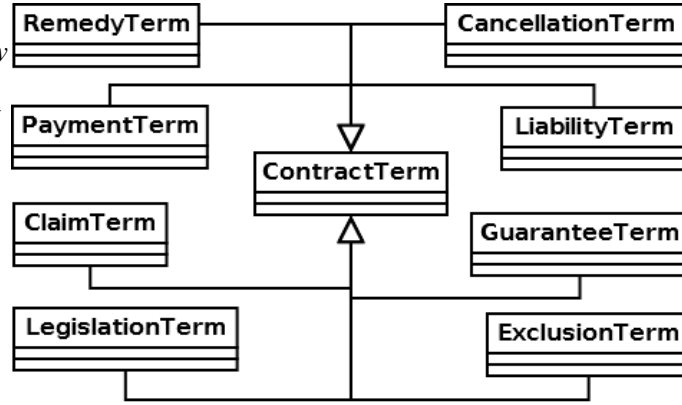 RemedyTerm
CancellationTerm
y
PaymentTerm
LiabilityTerm
ContractTerm
ClaimTerm
GuaranteeTerm
LegislationTerm
ExclusionTerm